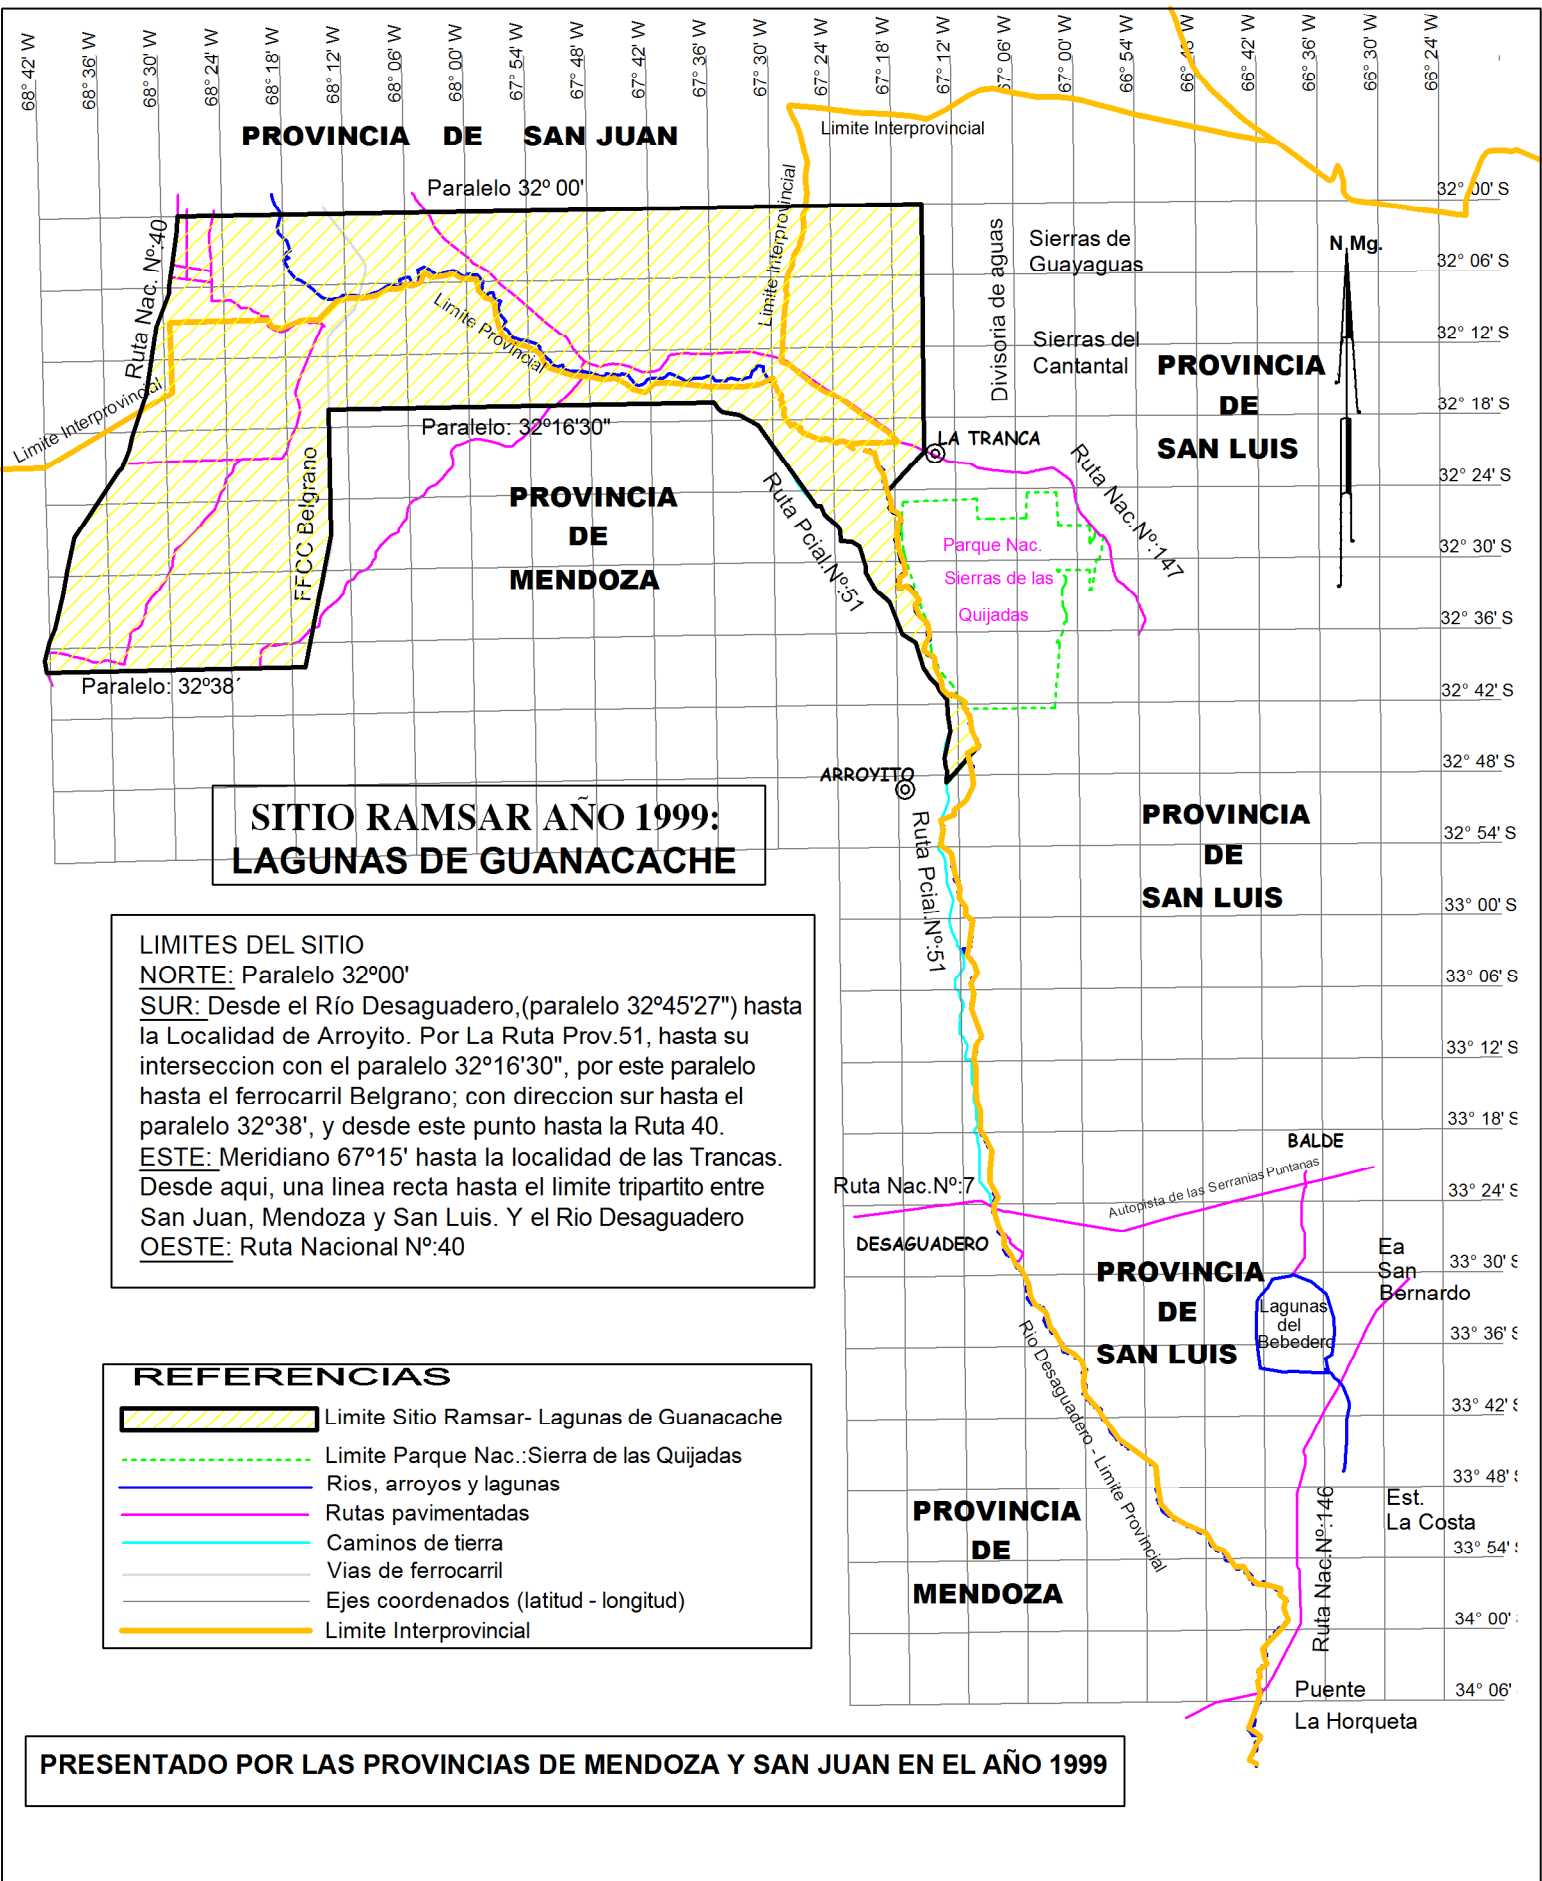 68° 42' W
68° 36' W
68° 30' W
68° 24' W
68° 18' W
68° 12' W
68° 06' W
68° 00' W
67° 54' W
67° 48' W
67° 42' W
67° 36' W
67° 30' W
67° 24' W
67° 18' W
67° 12' W
67° 06' W
67° 00' W
66° 54' W
66° 48' W
66° 42' W
66° 36' W
66° 30' W
66° 24' W
PROVINCIA DE SAN JUAN
Limite Interprovincial
Paralelo 32º 00'
32° 00' S
Ruta Nac. Nº:40
Limite Interprovincial
Divisoria de aguas
Sierras de
Guayaguas
N Mg.
32° 06' S
Limite Provincial
Sierras del
Cantantal
32° 12' S
PROVINCIA
DE
SAN LUIS
Limite Interprovincial
32° 18' S
Paralelo: 32º16'30"
LA TRANCA
Ruta Nac.Nº:147
32° 24' S
FFCC Belgrano
PROVINCIA
DE
MENDOZA
Ruta Pcial.Nº:51
Parque Nac.
Sierras de las
Quijadas
32° 30' S
32° 36' S
Paralelo: 32º38´
32° 42' S
32° 48' S
ARROYITO
SITIO RAMSAR AÑO 1999:
LAGUNAS DE GUANACACHE
Ruta Pcial.Nº:51
PROVINCIA
DE
SAN LUIS
32° 54' S
33° 00' S
33° 06' S
33° 12' S
33° 18' S
LIMITES DEL SITIO
NORTE: Paralelo 32º00'
SUR: Desde el Río Desaguadero,(paralelo 32º45'27") hasta
la Localidad de Arroyito. Por La Ruta Prov.51, hasta su
interseccion con el paralelo 32º16'30", por este paralelo
hasta el ferrocarril Belgrano; con direccion sur hasta el
paralelo 32º38', y desde este punto hasta la Ruta 40.
ESTE: Meridiano 67º15' hasta la localidad de las Trancas.
Desde aqui, una linea recta hasta el limite tripartito entre
San Juan, Mendoza y San Luis. Y el Rio Desaguadero
OESTE: Ruta Nacional Nº:40
BALDE
Ruta Nac.Nº:7
Autopista de las Serranias Puntanas
33° 24' S
DESAGUADERO
PROVINCIA
DE
SAN LUIS
Ea
San
Bernardo
33° 30' S
Lagunas
del
Bebedero
33° 36' S
Rio Desaguadero - Limite Provincial
33° 42' S
33° 48' S
REFERENCIAS
Limite Sitio Ramsar- Lagunas de Guanacache
Limite Parque Nac.:Sierra de las Quijadas
Rios, arroyos y lagunas
Rutas pavimentadas
Caminos de tierra
Vias de ferrocarril
Ejes coordenados (latitud - longitud)
Limite Interprovincial
PROVINCIA
DE
MENDOZA
Ruta Nac.Nº:146
Est.
La Costa
33° 54'
34° 00'
34° 06'
Puente
La Horqueta
PRESENTADO POR LAS PROVINCIAS DE MENDOZA Y SAN JUAN EN EL AÑO 1999